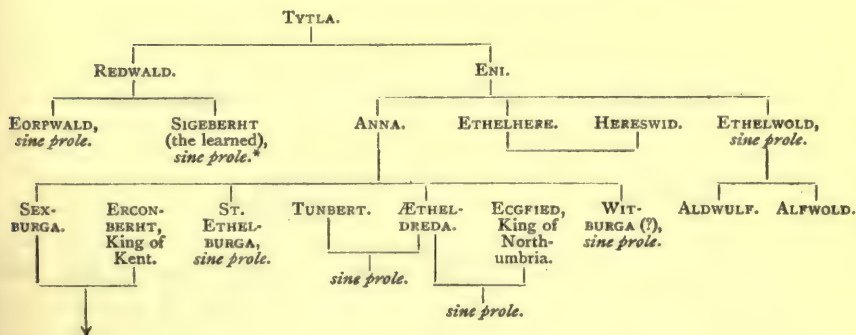 TYTLA.
REDWALD. ENI.
EORPWALD, SIGEBERHT ANNA. ETHELHERE. HERESWID. ETHELWOLD,
sine prole. (the learned), sine prole.
sine prole.*
SEX- ERCON- ST. TUNBERT. ÆTHEL- ECGFIED, WIT- ALDWULF. ALFWOLD.
BURGA. BERHT, ETHEL- DREDA. King of BURGA (?),
King of BURGA, North- sine prole.
Kent. sine prole. umbria.
sine prole.
sine prole.